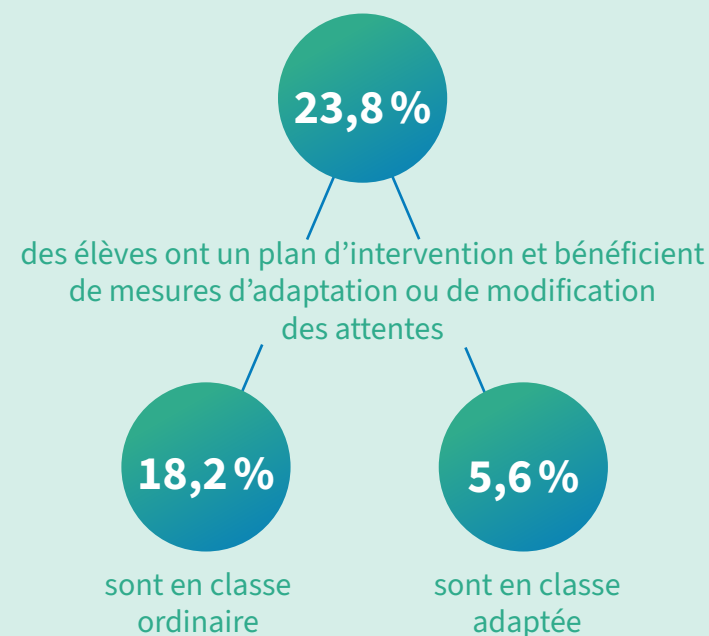 23,8 %
des élèves ont un plan d’intervention et bénéficient
de mesures d’adaptation ou de modification
des attentes
18,2 %
sont en classe
ordinaire
5,6 %
sont en classe
adaptée